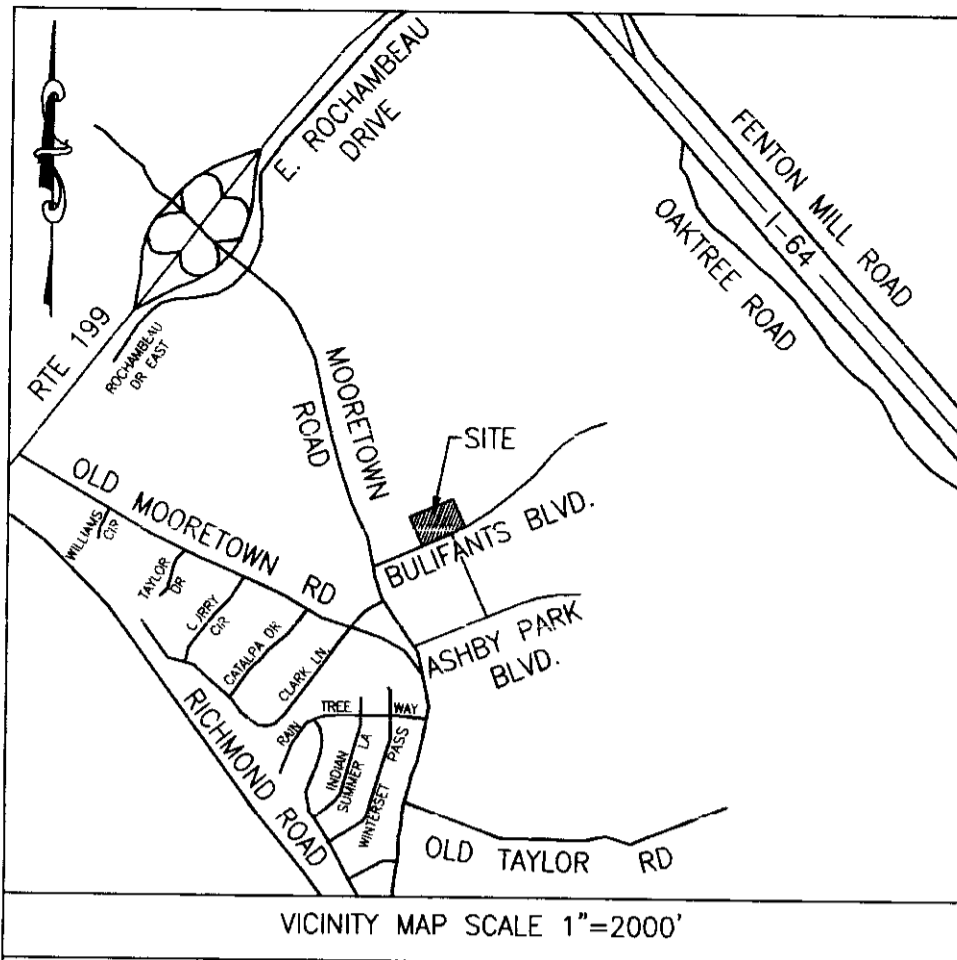 E. ROCHAMBEAU
DRIVE
FENTON MILL ROAD
I-64
OAKTREE ROAD
RTE 199
ROCHAMBEAU
DR EAST
MOORETOWN
ROAD
SITE
OLD MOORETOWN RD
BULIFANTS BLVD.
WILLIAMS
CIR
TAYLOR
DR
CURRY
CIR
CATALPA DR
CLARK LN.
ASHBY PARK
BLVD.
RICHMOND ROAD
RAIN TREE WAY
INDIAN
SUMMER LA
WINTERSET PASS
OLD TAYLOR RD
VICINITY MAP SCALE 1"=2000'